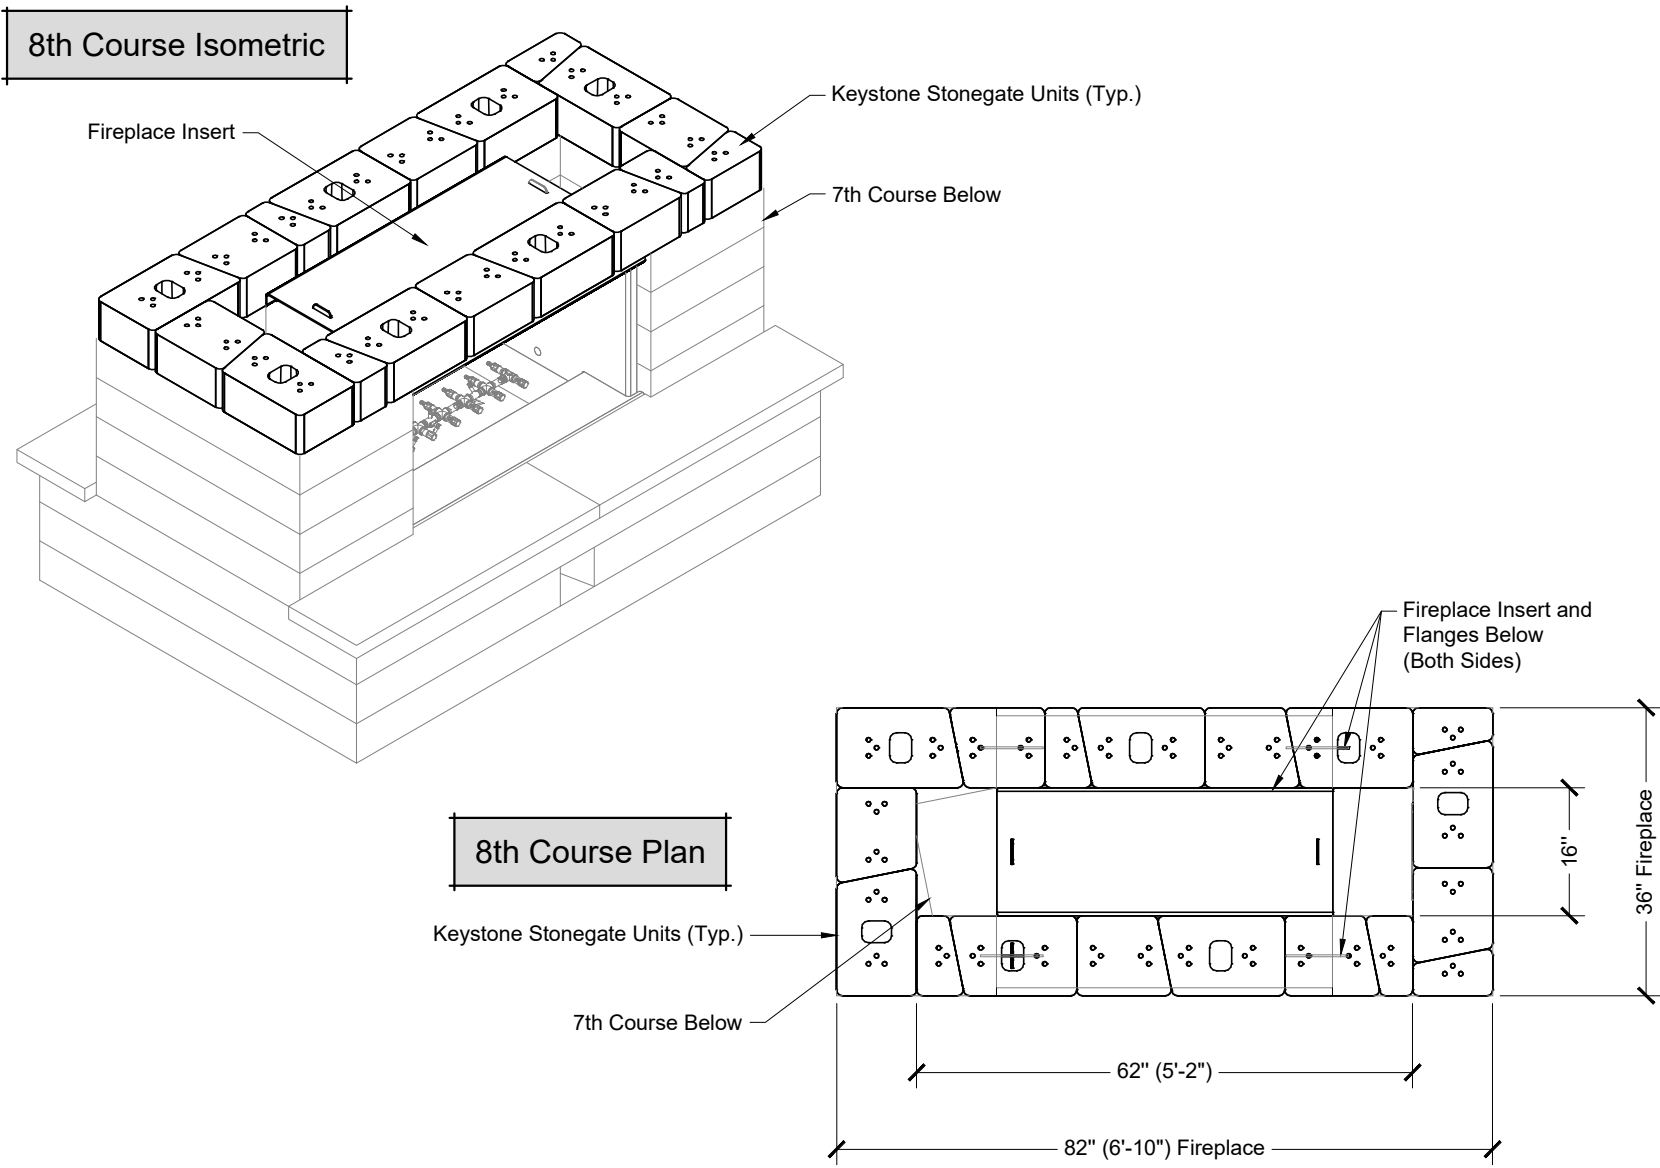 8th Course Isometric
Fireplace Insert
Keystone Stonegate Units (Typ.)
7th Course Below
Fireplace Insert and
Flanges Below
(Both Sides)
8th Course Plan
Keystone Stonegate Units (Typ.)
7th Course Below
16"
36" Fireplace
62" (5'-2")
82" (6'-10") Fireplace